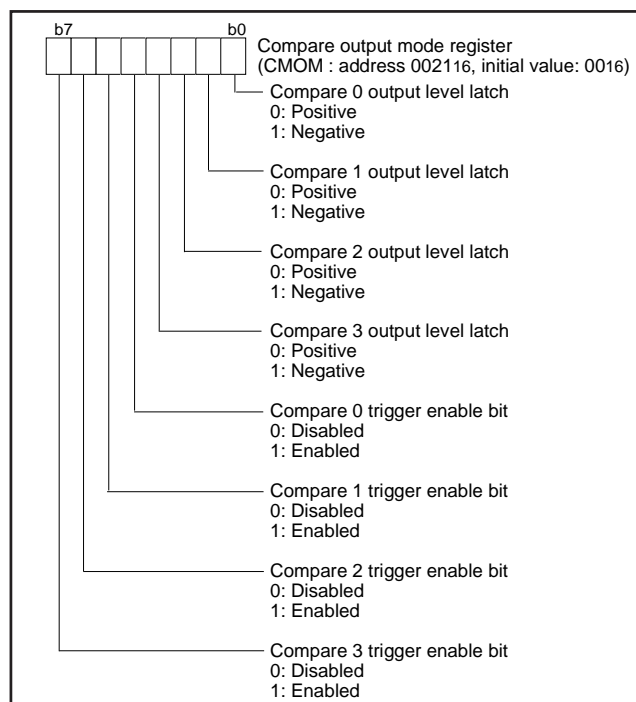 b7 b0
Compare output mode register
(CMOM : address 002116, initial value: 0016)
Compare 0 output level latch
0: Positive
1: Negative
Compare 1 output level latch
0: Positive
1: Negative
Compare 2 output level latch
0: Positive
1: Negative
Compare 3 output level latch
0: Positive
1: Negative
Compare 0 trigger enable bit
0: Disabled
1: Enabled
Compare 1 trigger enable bit
0: Disabled
1: Enabled
Compare 2 trigger enable bit
0: Disabled
1: Enabled
Compare 3 trigger enable bit
0: Disabled
1: Enabled